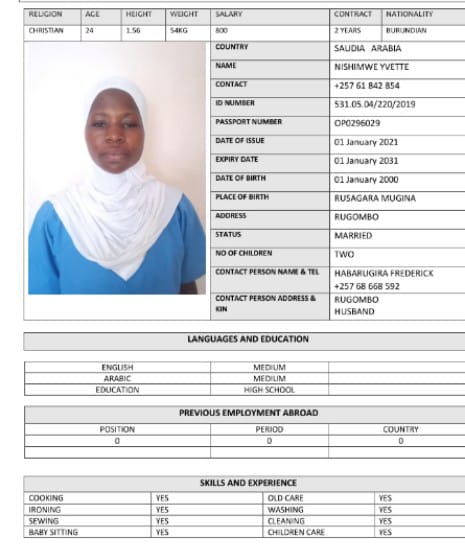 RELIGION AGE HEIGHT WEIGHT SALARY CONTRACT NATIONALITY
CHRISTIAN 24 1.56 54KG 800 2 YEARS BURUNDIAN
COUNTRY SAUDIA ARABIA
NAME NISHIMWE YVETTE
CONTACT +257 61 842 854
ID NUMBER 531.05.04/220/2019
PASSPORT NUMBER OP0296029
DATE OF ISSUE 01 January 2021
EXPIRY DATE 01 January 2031
DATE OF BIRTH 01 January 2000
PLACE OF BIRTH RUSAGARA MUGINA
ADDRESS RUGOMBO
STATUS MARRIED
NO OF CHILDREN TWO
CONTACT PERSON NAME & TEL HABARUGIRA FREDERICK
+257 68 668 592
CONTACT PERSON ADDRESS & RUGOMBO
KIN HUSBAND
LANGUAGES AND EDUCATION
ENGLISH MEDIUM
ARABIC MEDIUM
EDUCATION HIGH SCHOOL
PREVIOUS EMPLOYMENT ABROAD
POSITION PERIOD COUNTRY
0 0 0
SKILLS AND EXPERIENCE
COOKING YES OLD CARE YES
IRONING YES WASHING YES
SEWING YES CLEANING YES
BABY SITTING YES CHILDREN CARE YES